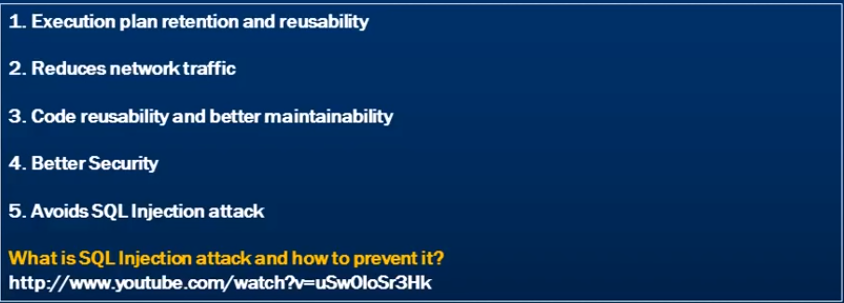 1. Execution plan retention and reusability
2. Reduces network traffic
3. Code reusability and better maintainability
4. Better Security
5. Avoids SQL Injection attack
What is SQL Injection attack and how to prevent it?
http://www.youtube.com/watch?v=uSw0IoSr3Hk